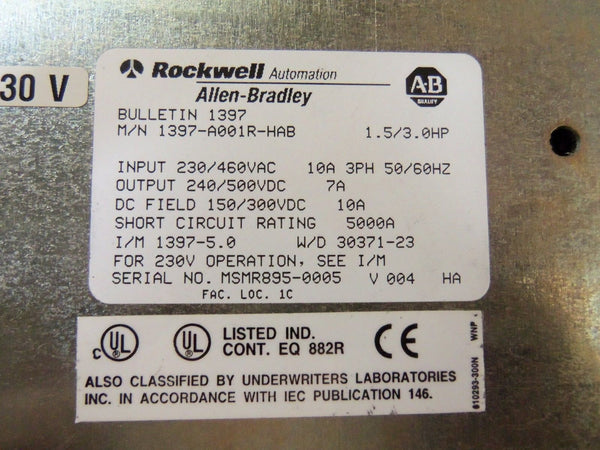 30 V
Rockwell Automation
Allen-Bradley
AB
QUALITY
BULLETIN 1397
M/N 1397-A001R-HAB 1.5/3.0HP
INPUT 230/460VAC 10A 3PH 50/60HZ
OUTPUT 240/500VDC 7A
DC FIELD 150/300VDC 10A
SHORT CIRCUIT RATING 5000A
I/M 1397-5.0 W/D 30371-23
FOR 230V OPERATION, SEE I/M
SERIAL NO. MSMR895-0005 V 004 HA
FAC. LOC. 1C
C UL UL LISTED IND.
CONT. EQ 882R CE
ALSO CLASSIFIED BY UNDERWRITERS LABORATORIES
INC. IN ACCORDANCE WITH IEC PUBLICATION 146.
610293-300N WNP